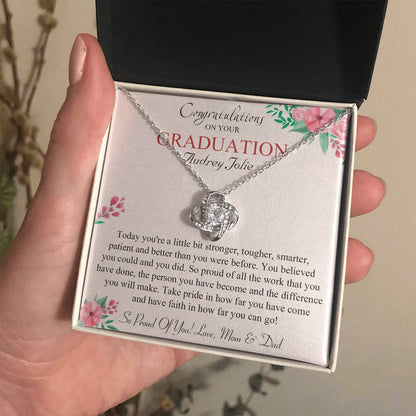 Congratulations
ON YOUR
GRADUATION
Audrey Jolie
Today you're a little bit stronger, tougher, smarter,
patient and better than you were before. You believed
you could and you did. So proud of all the work that you
have done, the person you have become and the difference
you will make. Take pride in how far you have come
and have faith in how far you can go!
So Proud Of You! Love, Mom & Dad